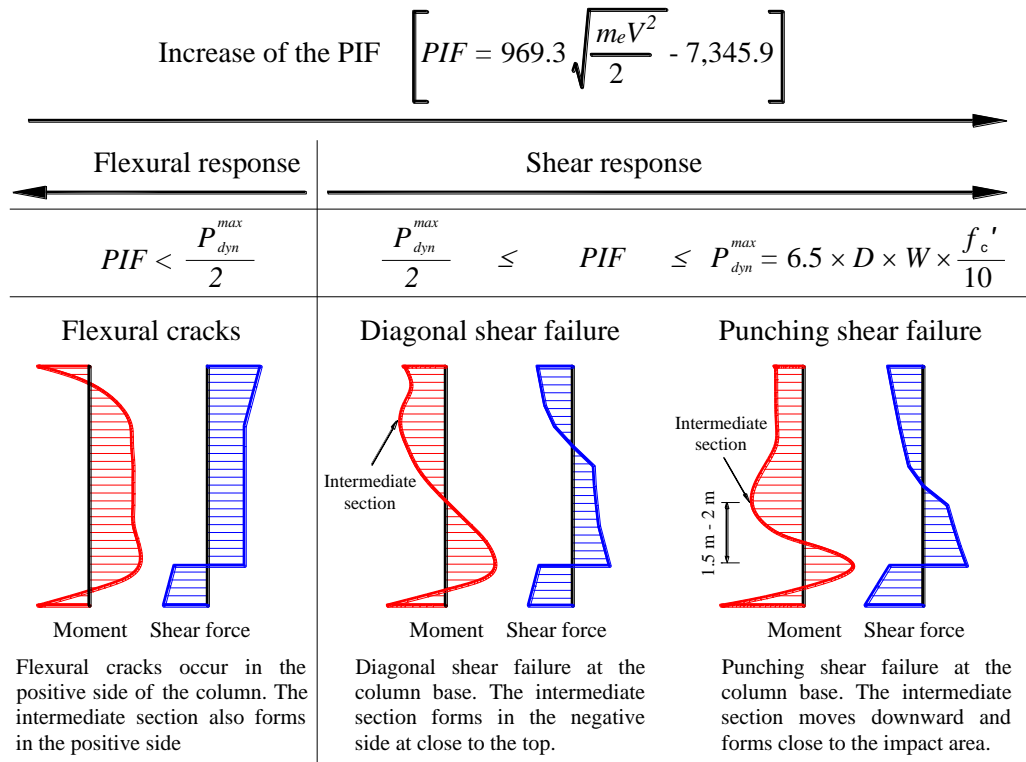 Increase of the PIF [PIF = 969.3 √(mₑV²/2) - 7,345.9]
Flexural response
Shear response
PIF < P_dyn^max / 2
P_dyn^max / 2 ≤ PIF ≤ P_dyn^max = 6.5 × D × W × f_c' / 10
Flexural cracks
Diagonal shear failure
Punching shear failure
Intermediate
section
Intermediate
section
1.5 m - 2 m
Moment Shear force
Moment Shear force
Moment Shear force
Flexural cracks occur in the
positive side of the column. The
intermediate section also forms
in the positive side
Diagonal shear failure at the
column base. The intermediate
section forms in the negative
side at close to the top.
Punching shear failure at the
column base. The intermediate
section moves downward and
forms close to the impact area.